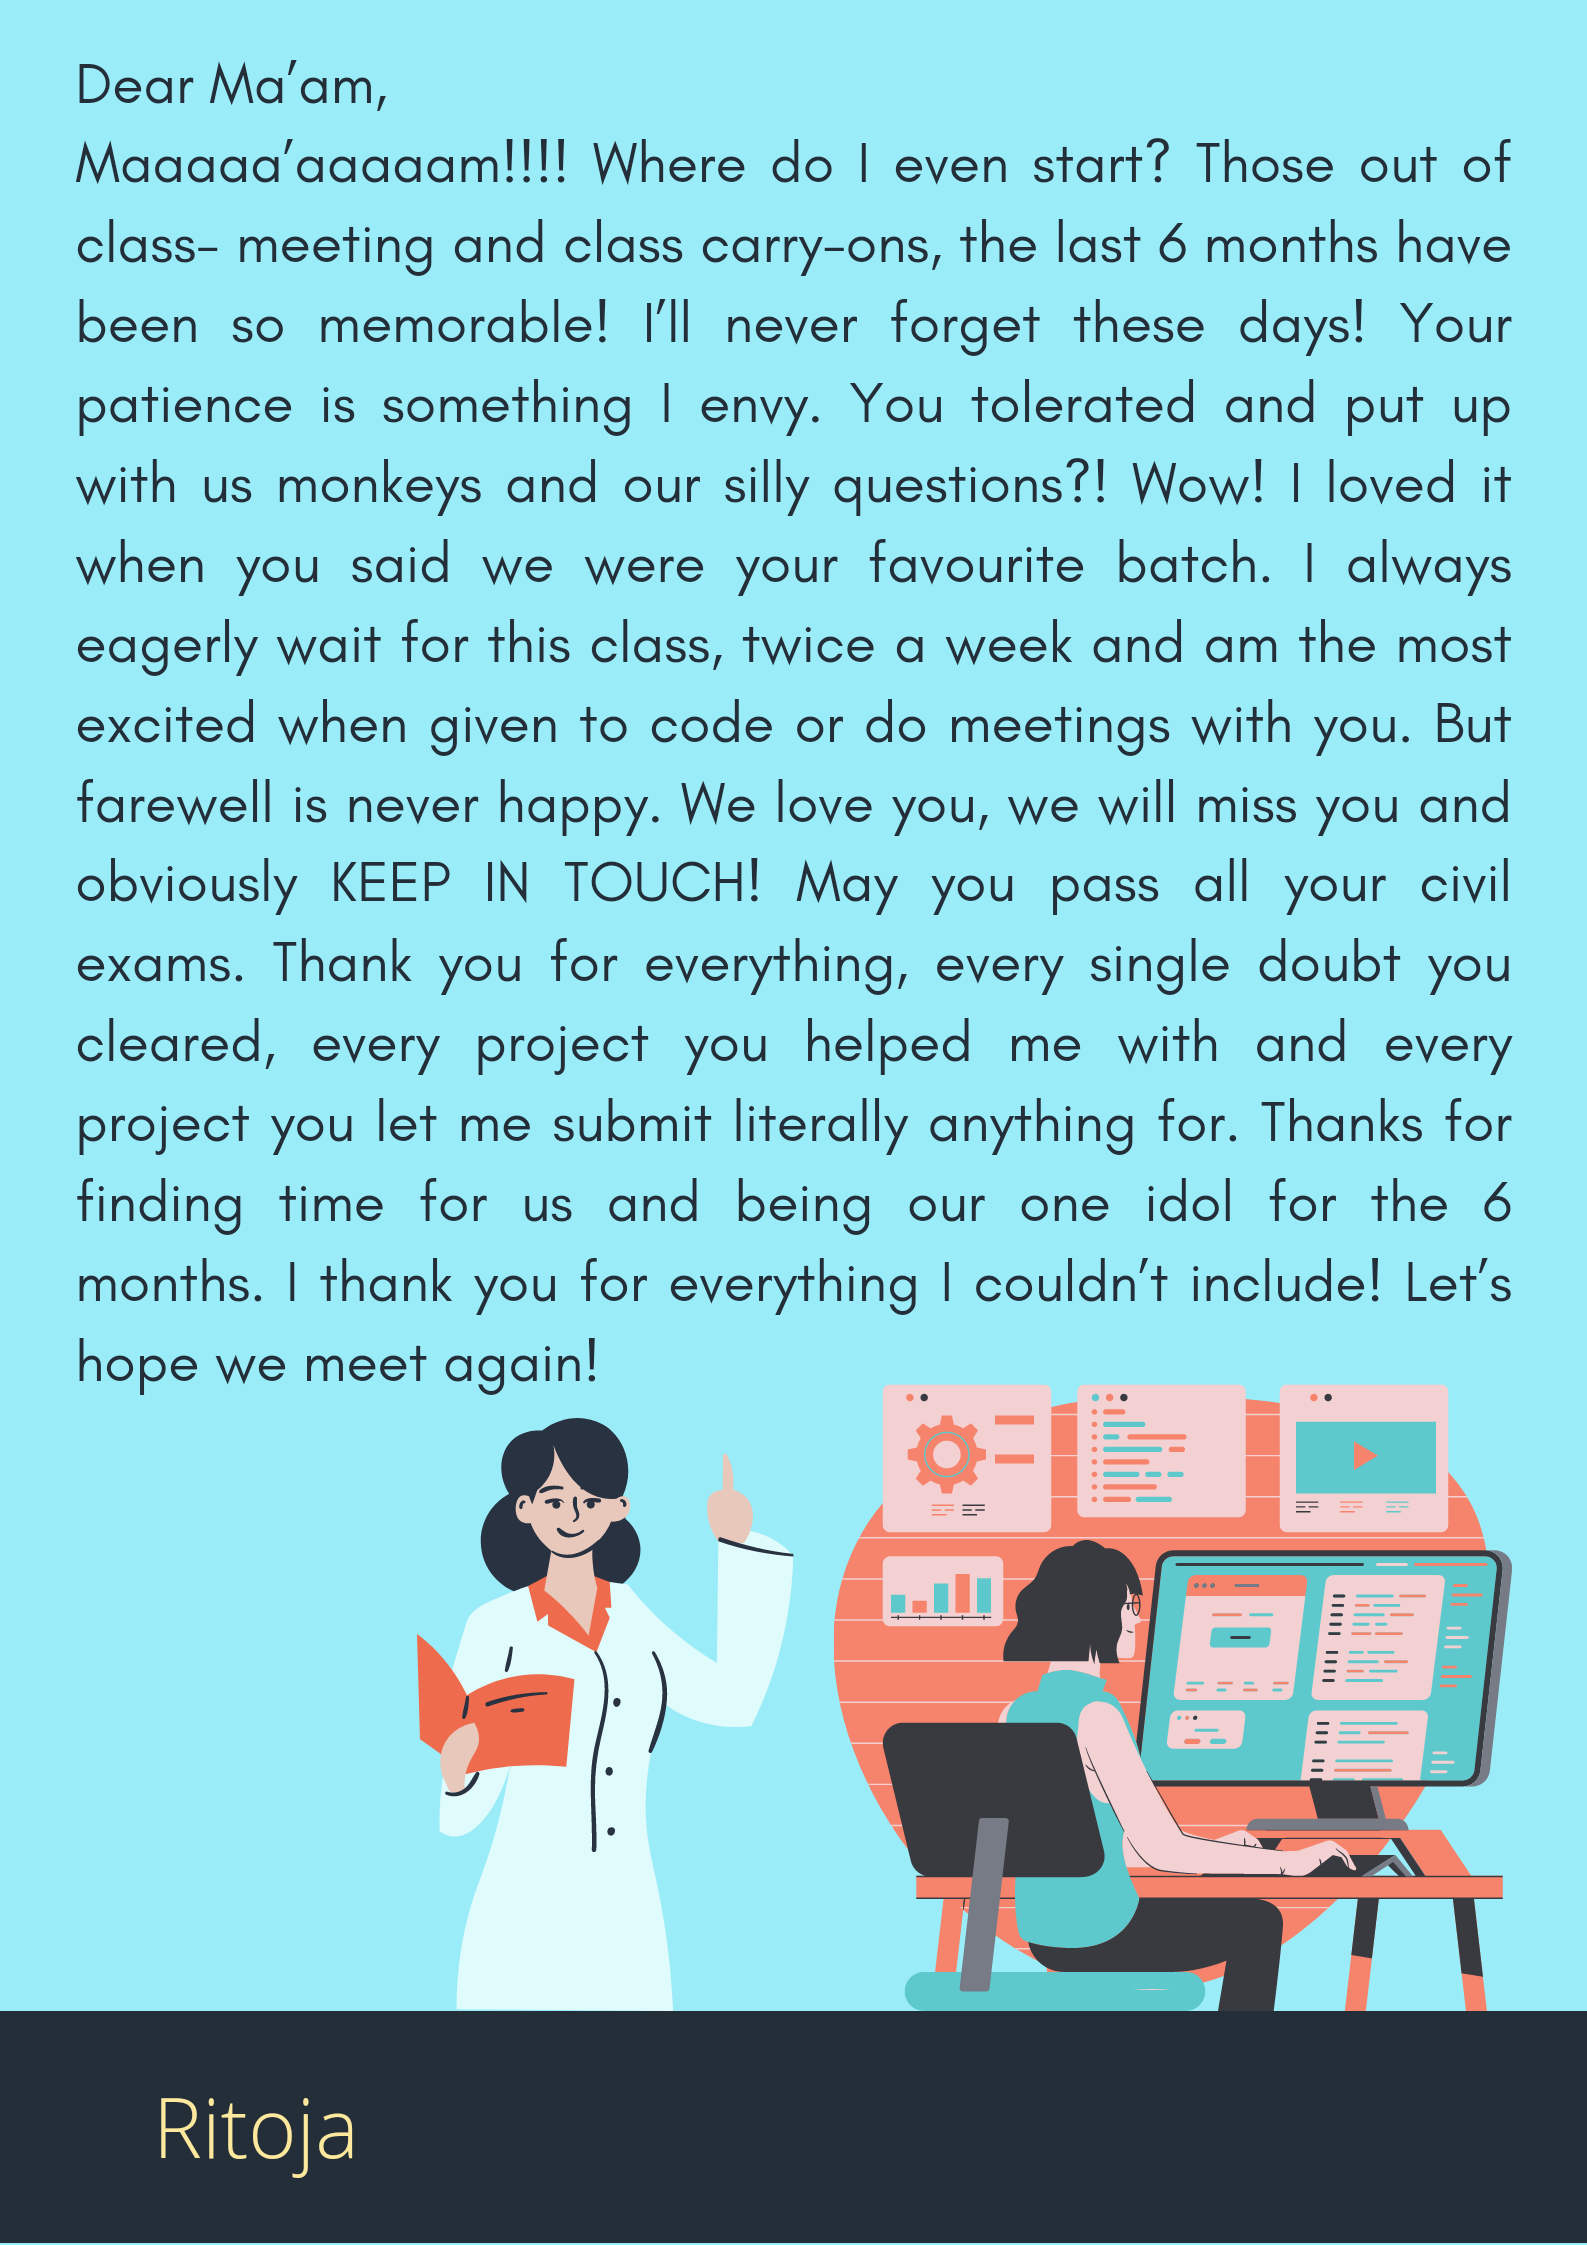 Dear Ma’am,
Maaaaa’aaaaam!!!! Where do I even start? Those out of
class- meeting and class carry-ons, the last 6 months have
been so memorable! I’ll never forget these days! Your
patience is something I envy. You tolerated and put up
with us monkeys and our silly questions?! Wow! I loved it
when you said we were your favourite batch. I always
eagerly wait for this class, twice a week and am the most
excited when given to code or do meetings with you. But
farewell is never happy. We love you, we will miss you and
obviously KEEP IN TOUCH! May you pass all your civil
exams. Thank you for everything, every single doubt you
cleared, every project you helped me with and every
project you let me submit literally anything for. Thanks for
finding time for us and being our one idol for the 6
months. I thank you for everything I couldn’t include! Let’s
hope we meet again!
Ritoja